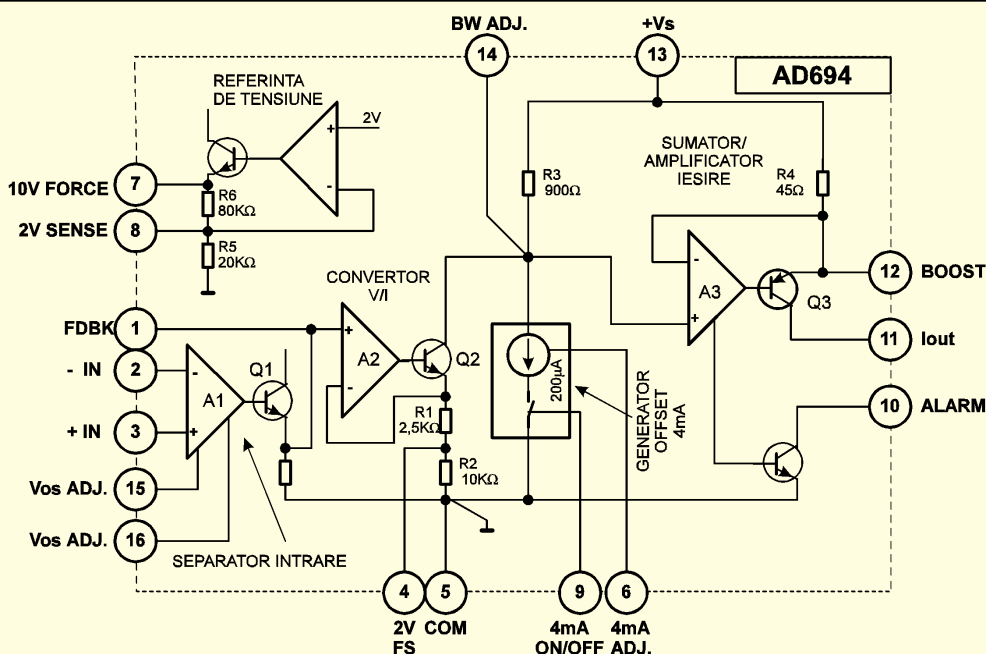 BW ADJ.
14
+Vs
13
AD694
REFERINTA
DE TENSIUNE
+
2V
-
10V FORCE
7
R6
80KΩ
2V SENSE
8
R5
20KΩ
R3
900Ω
SUMATOR/
AMPLIFICATOR
IESIRE
R4
45Ω
-
A3
+
Q3
12
BOOST
11
Iout
10
ALARM
CONVERTOR
V/I
FDBK
1
- IN
2
+ IN
3
-
A1
+
Q1
+
A2
-
Q2
R1
2,5KΩ
R2
10KΩ
200µA
GENERATOR
OFFSET
4mA
Vos ADJ.
15
Vos ADJ.
16
SEPARATOR INTRARE
4
5
9
6
2V
FS
COM
4mA
ON/OFF
4mA
ADJ.